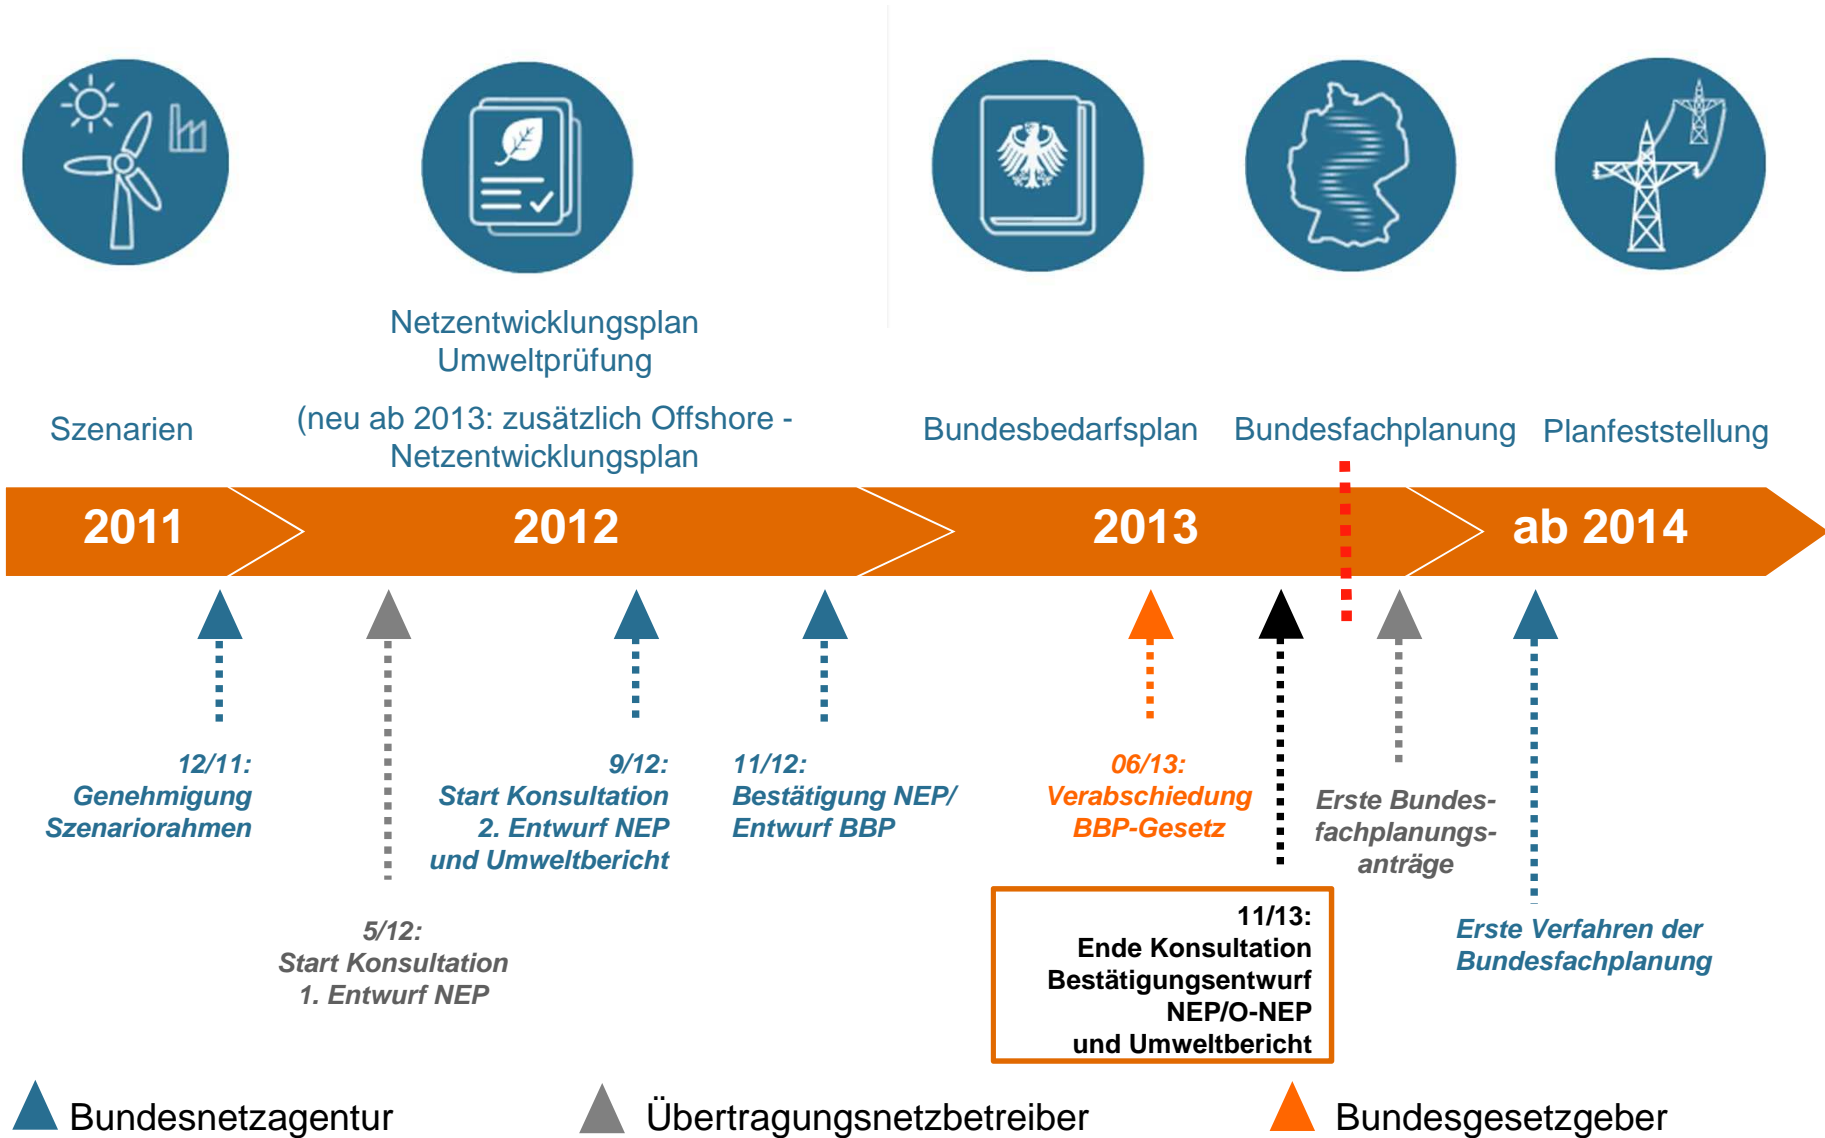 Netzentwicklungsplan
Umweltprüfung
Szenarien
(neu ab 2013: zusätzlich Offshore -
Netzentwicklungsplan
Bundesbedarfsplan
Bundesfachplanung
Planfeststellung
2011
2012
2013
ab 2014
12/11:
Genehmigung
Szenariorahmen
5/12:
Start Konsultation
1. Entwurf NEP
9/12:
Start Konsultation
2. Entwurf NEP
und Umweltbericht
11/12:
Bestätigung NEP/
Entwurf BBP
06/13:
Verabschiedung
BBP-Gesetz
11/13:
Ende Konsultation
Bestätigungsentwurf
NEP/O-NEP
und Umweltbericht
Erste Bundes-
fachplanungs-
anträge
Erste Verfahren der
Bundesfachplanung
Bundesnetzagentur
Übertragungsnetzbetreiber
Bundesgesetzgeber